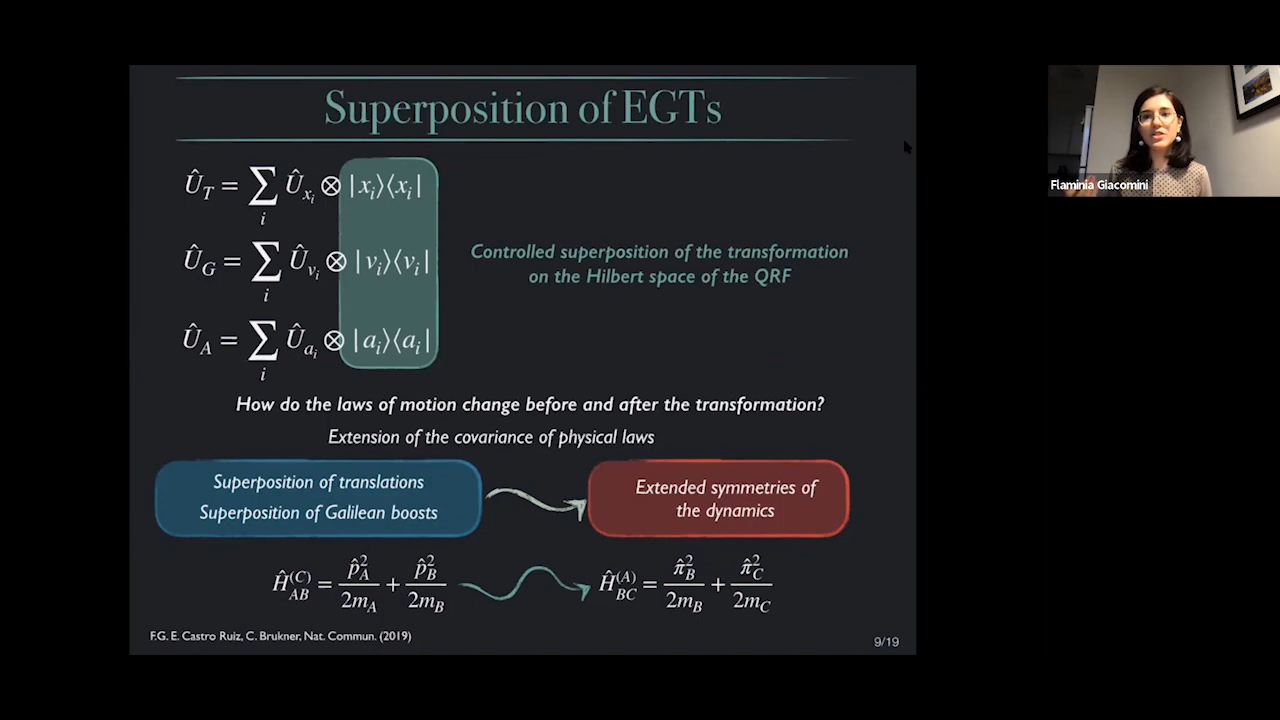 Superposition of EGTs
Û_T = ∑_i Û_{x_i} ⊗ |x_i⟩⟨x_i|
Û_G = ∑_i Û_{v_i} ⊗ |v_i⟩⟨v_i|
Controlled superposition of the transformation
on the Hilbert space of the QRF
Û_A = ∑_i Û_{a_i} ⊗ |a_i⟩⟨a_i|
How do the laws of motion change before and after the transformation?
Extension of the covariance of physical laws
Superposition of translations
Superposition of Galilean boosts
Extended symmetries of
the dynamics
Ĥ_{AB}^{(C)} = p̂_A^2/2m_A + p̂_B^2/2m_B
Ĥ_{BC}^{(A)} = π̂_B^2/2m_B + π̂_C^2/2m_C
F.G. E. Castro Ruiz, C. Brukner, Nat. Commun. (2019)
9/19
Flaminia Giacomini